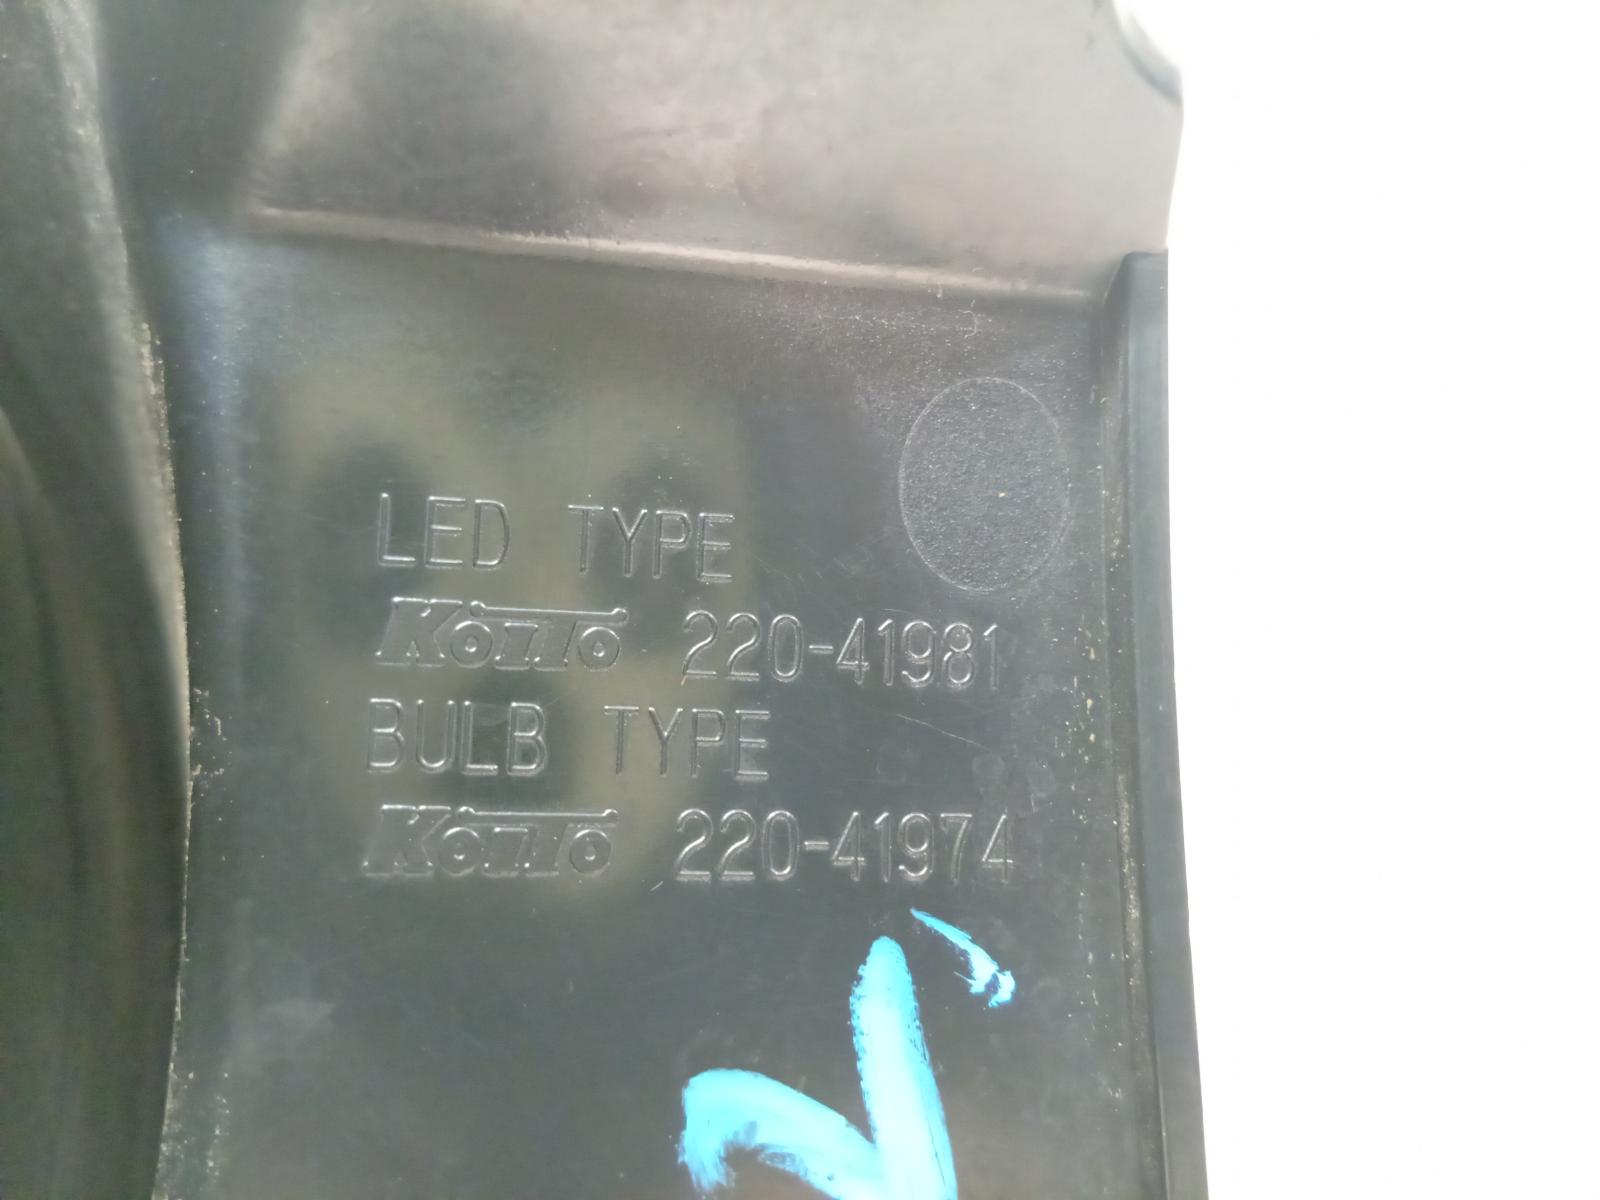 LED TYPE
KOITO 220-41981
BULB TYPE
KOITO 220-41974